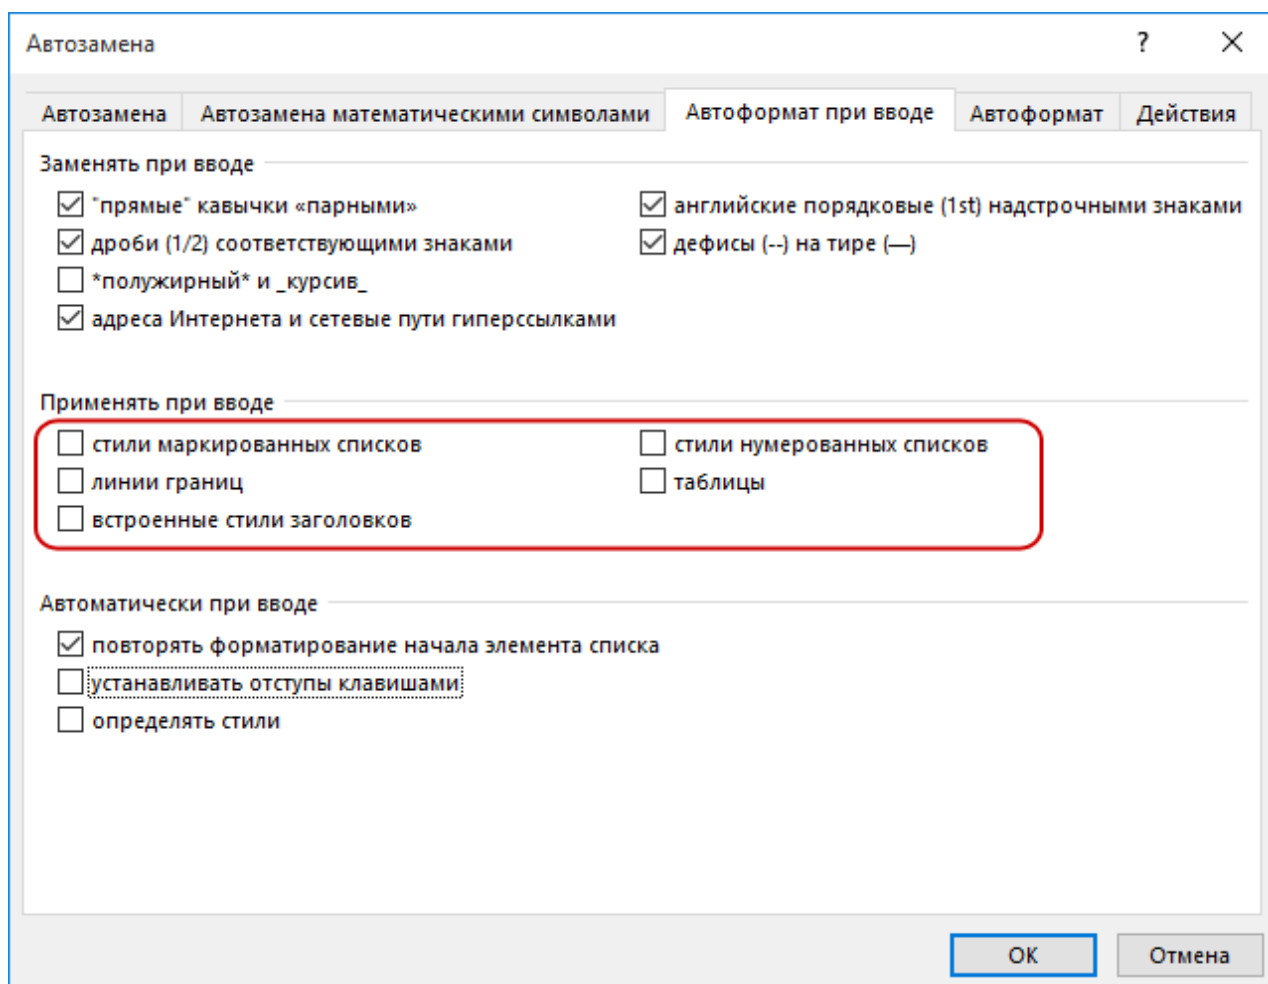 Автозамена ?
Автозамена Автозамена математическими символами Автоформат при вводе Автоформат Действия
Заменять при вводе
"прямые" кавычки «парными» английские порядковые (1st) надстрочными знаками
дроби (1/2) соответствующими знаками дефисы (--) на тире (—)
*полужирный* и _курсив_
адреса Интернета и сетевые пути гиперссылками
Применять при вводе
стили маркированных списков стили нумерованных списков
линии границ таблицы
встроенные стили заголовков
Автоматически при вводе
повторять форматирование начала элемента списка
устанавливать отступы клавишами
определять стили
ОК Отмена